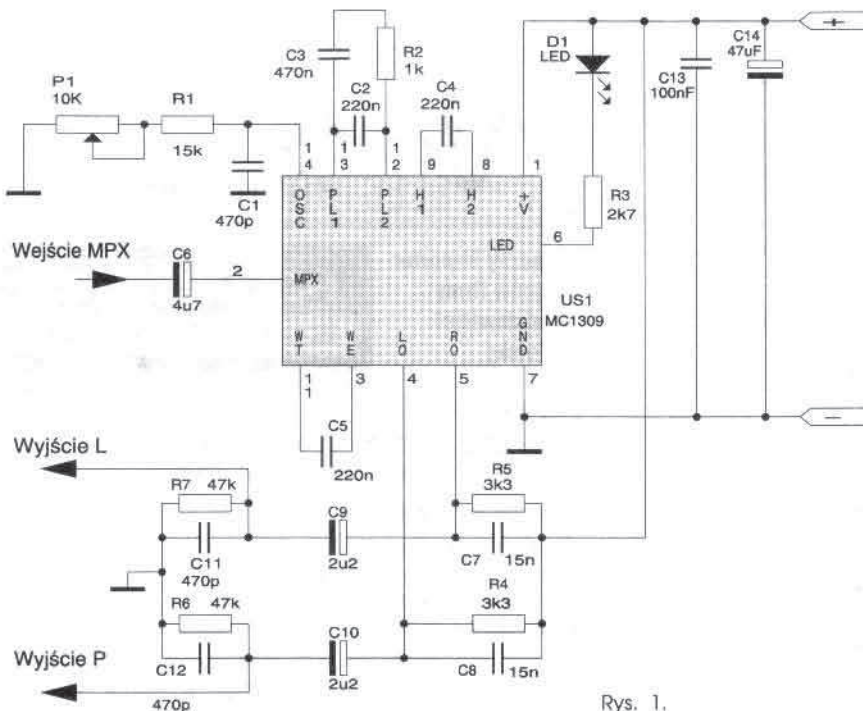 P1
10K
R1
15k
C1
470p
C3
470n
R2
1k
C2
220n
C4
220n
D1
LED
C13
100nF
C14
47uF
+
R3
2k7
1
4
1
3
1
2
9
8
1
OSC
PL1
PL2
H1
H2
+V
LED
6
Wejście MPX
C6
4u7
2
MPX
US1
MC1309
WT
WE
LO
RO
GND
1
1
3
4
5
7
C5
220n
−
Wyjście L
R7
47k
C11
470p
C9
2u2
R5
3k3
C7
15n
R6
47k
C12
470p
C10
2u2
R4
3k3
C8
15n
Wyjście P
Rys. 1.